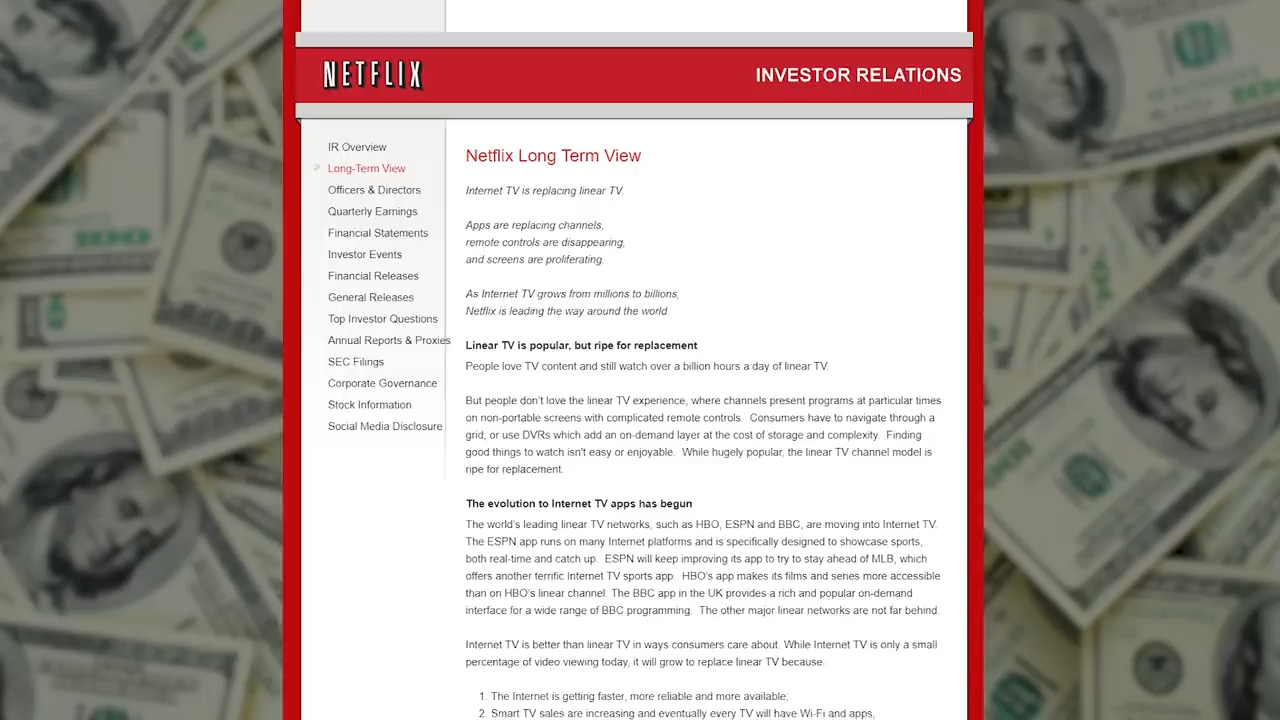 NETFLIX
INVESTOR RELATIONS
IR Overview
Long-Term View
Officers & Directors
Quarterly Earnings
Financial Statements
Investor Events
Financial Releases
General Releases
Top Investor Questions
Annual Reports & Proxies
SEC Filings
Corporate Governance
Stock Information
Social Media Disclosure
Netflix Long Term View
Internet TV is replacing linear TV.
Apps are replacing channels,
remote controls are disappearing,
and screens are proliferating.
As Internet TV grows from millions to billions,
Netflix is leading the way around the world.
Linear TV is popular, but ripe for replacement
People love TV content and still watch over a billion hours a day of linear TV.
But people don't love the linear TV experience, where channels present programs at particular times
on non-portable screens with complicated remote controls. Consumers have to navigate through a
grid, or use DVRs which add an on-demand layer at the cost of storage and complexity. Finding
good things to watch isn't easy or enjoyable. While hugely popular, the linear TV channel model is
ripe for replacement.
The evolution to Internet TV apps has begun
The world's leading linear TV networks, such as HBO, ESPN and BBC, are moving into Internet TV.
The ESPN app runs on many Internet platforms and is specifically designed to showcase sports,
both real-time and catch up. ESPN will keep improving its app to try to stay ahead of MLB, which
offers another terrific Internet TV sports app. HBO's app makes its films and series more accessible
than on HBO's linear channel. The BBC app in the UK provides a rich and popular on-demand
interface for a wide range of BBC programming. The other major linear networks are not far behind.
Internet TV is better than linear TV in ways consumers care about. While Internet TV is only a small
percentage of video viewing today, it will grow to replace linear TV because:
1. The Internet is getting faster, more reliable and more available;
2. Smart TV sales are increasing and eventually every TV will have Wi-Fi and apps,